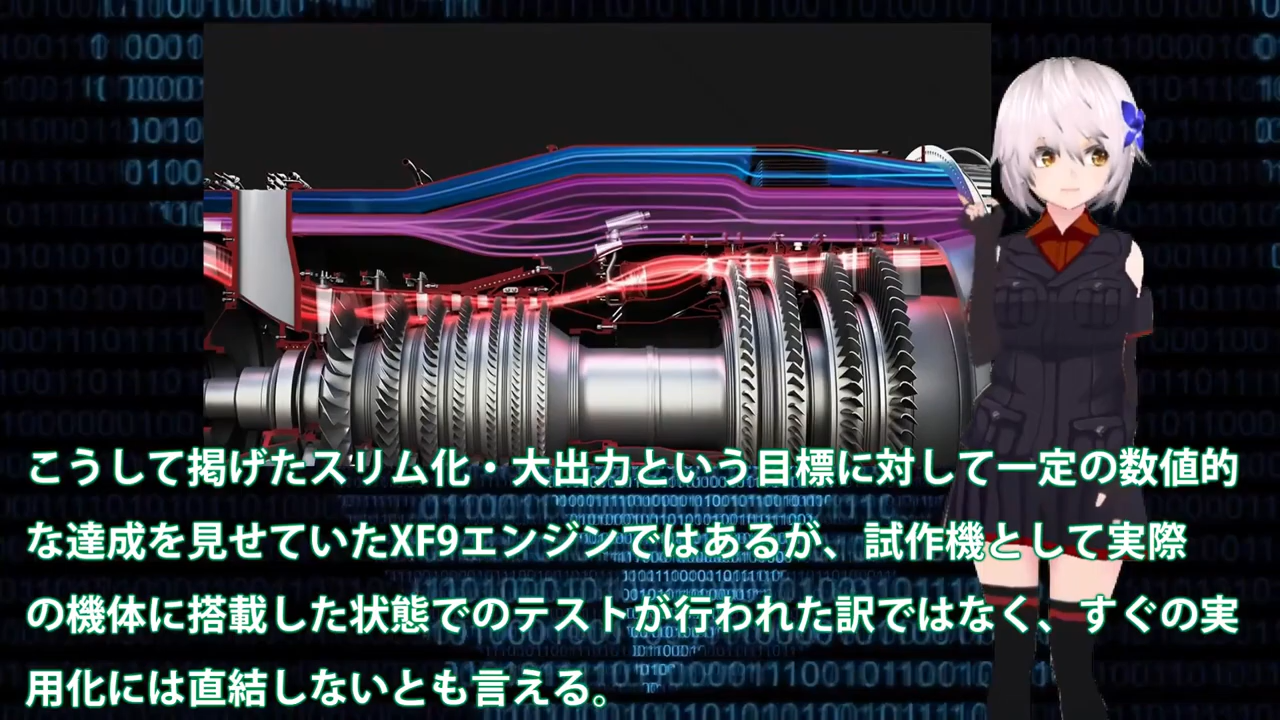 こうして掲げたスリム化・大出力という目標に対して一定の数値的
な達成を見せていたXF9エンジンではあるが、試作機として実際
の機体に搭載した状態でのテストが行われた訳ではなく、すぐの実
用化には直結しないとも言える。